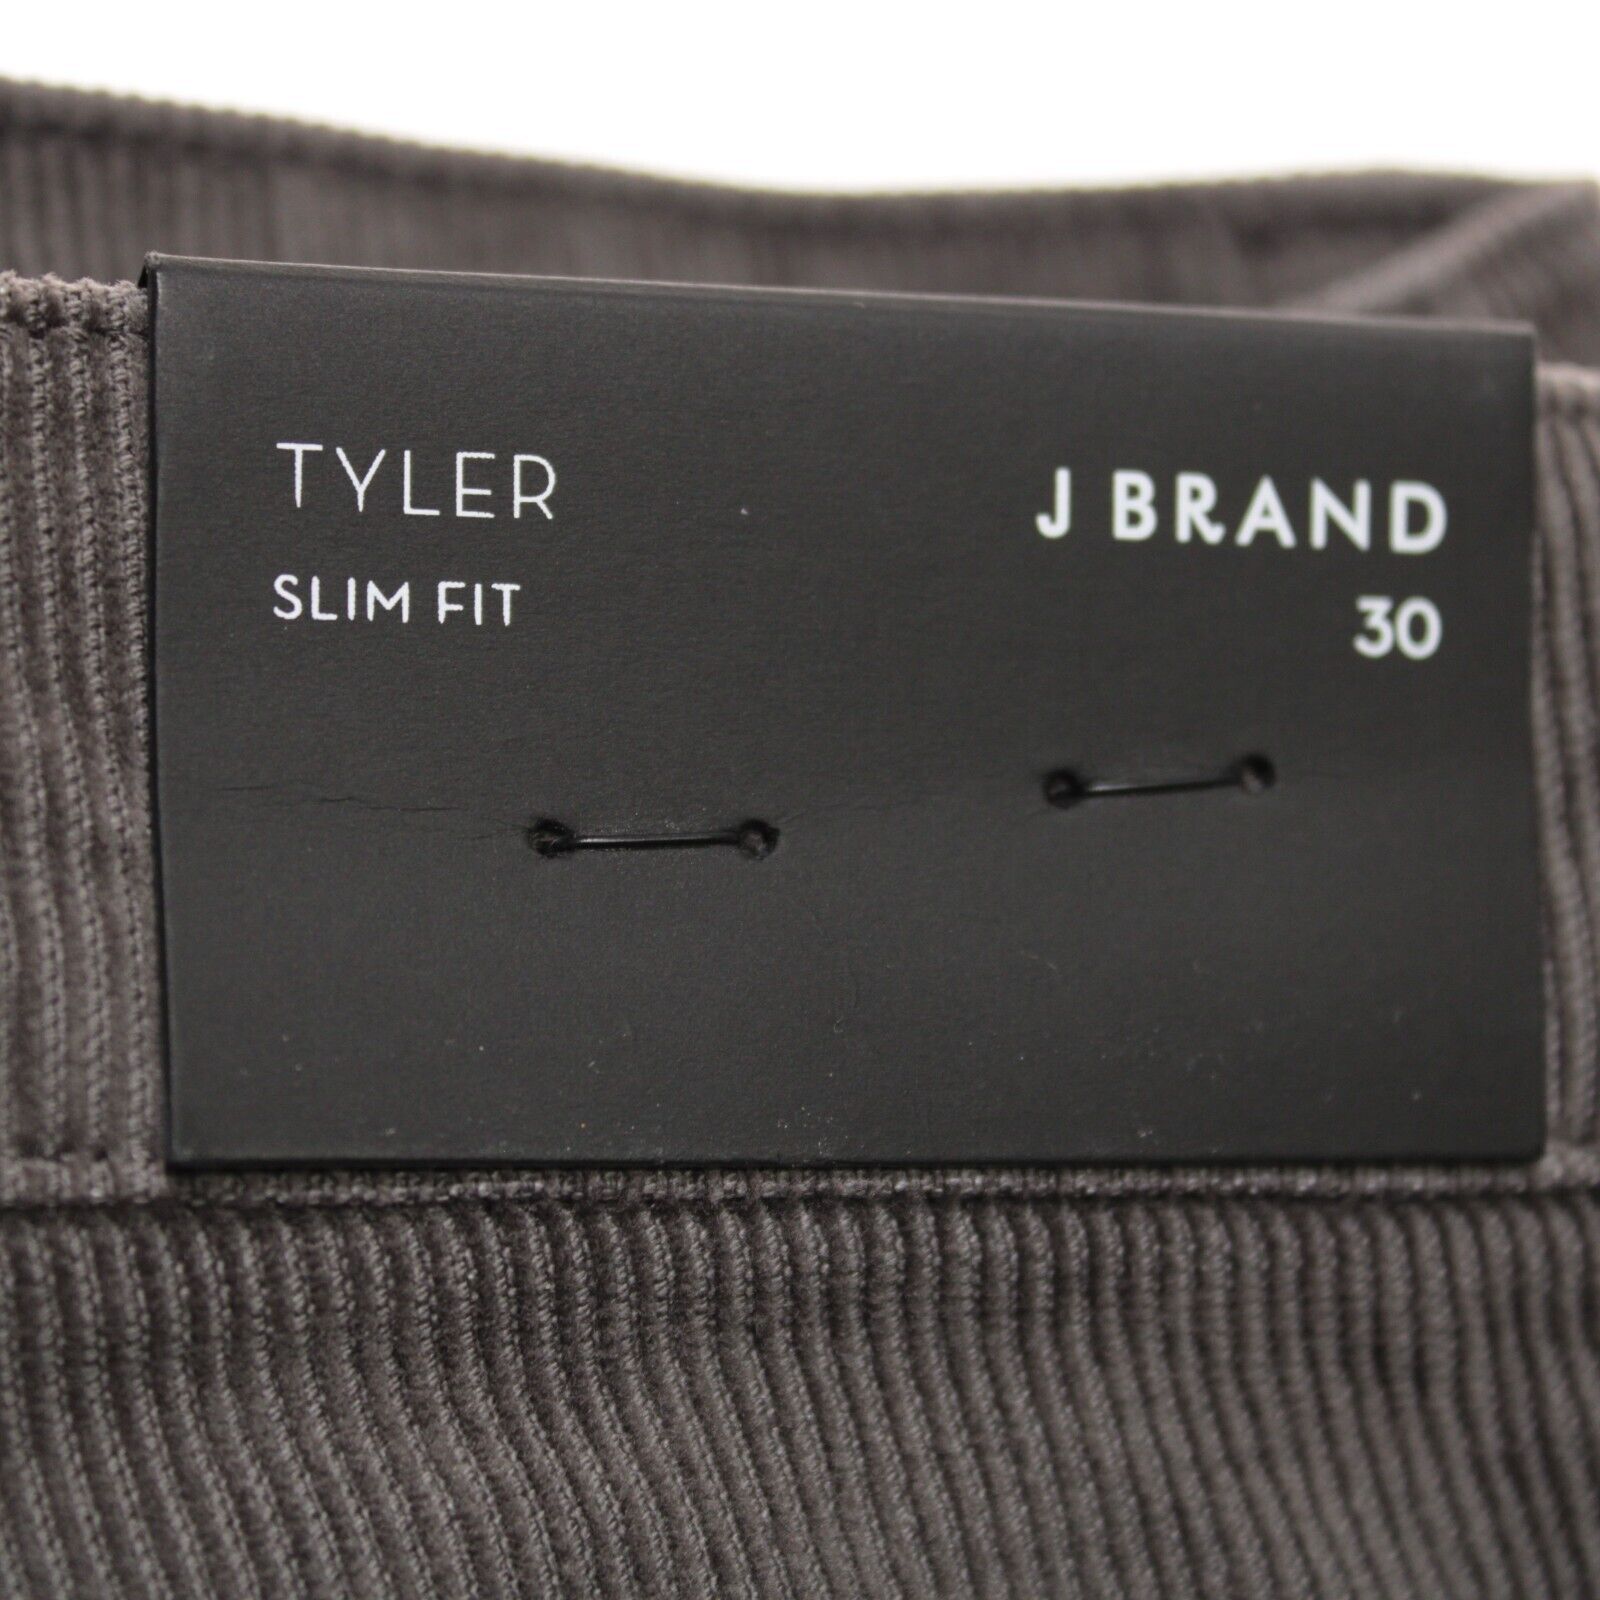 TYLER
SLIM FIT
J BRAND
30